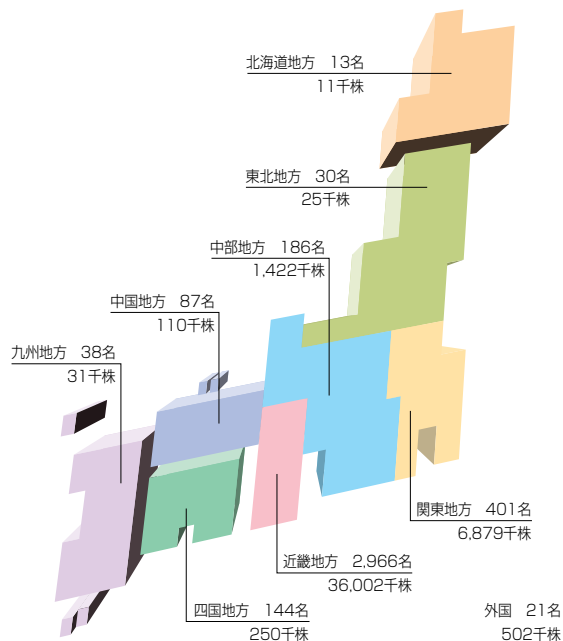 北海道地方　13名
11千株
東北地方　30名
25千株
中部地方　186名
1,422千株
中国地方　87名
110千株
九州地方　38名
31千株
関東地方　401名
6,879千株
近畿地方　2,966名
36,002千株
四国地方　144名
250千株
外国　21名
502千株